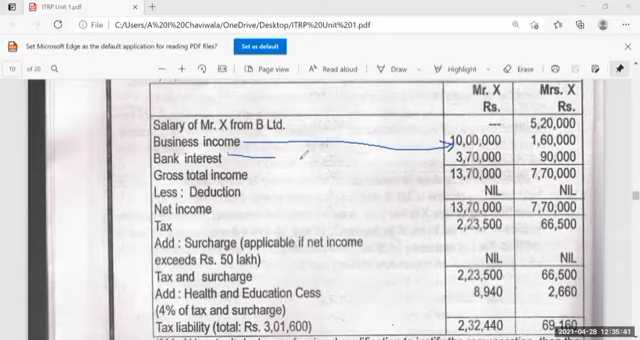 ITRP Unit 1.pdf
File | C:/Users/A%20I%20Chaviwala/OneDrive/Desktop/ITRP%20Unit%201.pdf
Set Microsoft Edge as the default application for reading PDF files? Set as default
10 of 20 Page view Read aloud Draw Highlight Erase
Mr. X Mrs. X
Rs. Rs.
Salary of Mr. X from B Ltd. --- 5,20,000
Business income 10,00,000 1,60,000
Bank interest 3,70,000 90,000
Gross total income 13,70,000 7,70,000
Less : Deduction NIL NIL
Net income 13,70,000 7,70,000
Tax 2,23,500 66,500
Add : Surcharge (applicable if net income
exceeds Rs. 50 lakh) NIL NIL
Tax and surcharge 2,23,500 66,500
Add : Health and Education Cess 8,940 2,660
(4% of tax and surcharge)
Tax liability (total: Rs. 3,01,600) 2,32,440 69,160
2021-04-28 12:35:41